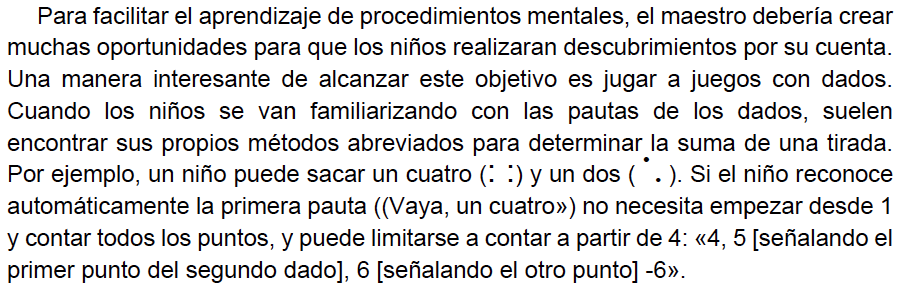 Para facilitar el aprendizaje de procedimientos mentales, el maestro debería crear
muchas oportunidades para que los niños realizaran descubrimientos por su cuenta.
Una manera interesante de alcanzar este objetivo es jugar a juegos con dados.
Cuando los niños se van familiarizando con las pautas de los dados, suelen
encontrar sus propios métodos abreviados para determinar la suma de una tirada.
Por ejemplo, un niño puede sacar un cuatro (: :) y un dos ( • . ). Si el niño reconoce
automáticamente la primera pauta ((Vaya, un cuatro») no necesita empezar desde 1
y contar todos los puntos, y puede limitarse a contar a partir de 4: «4, 5 [señalando el
primer punto del segundo dado], 6 [señalando el otro punto] -6».